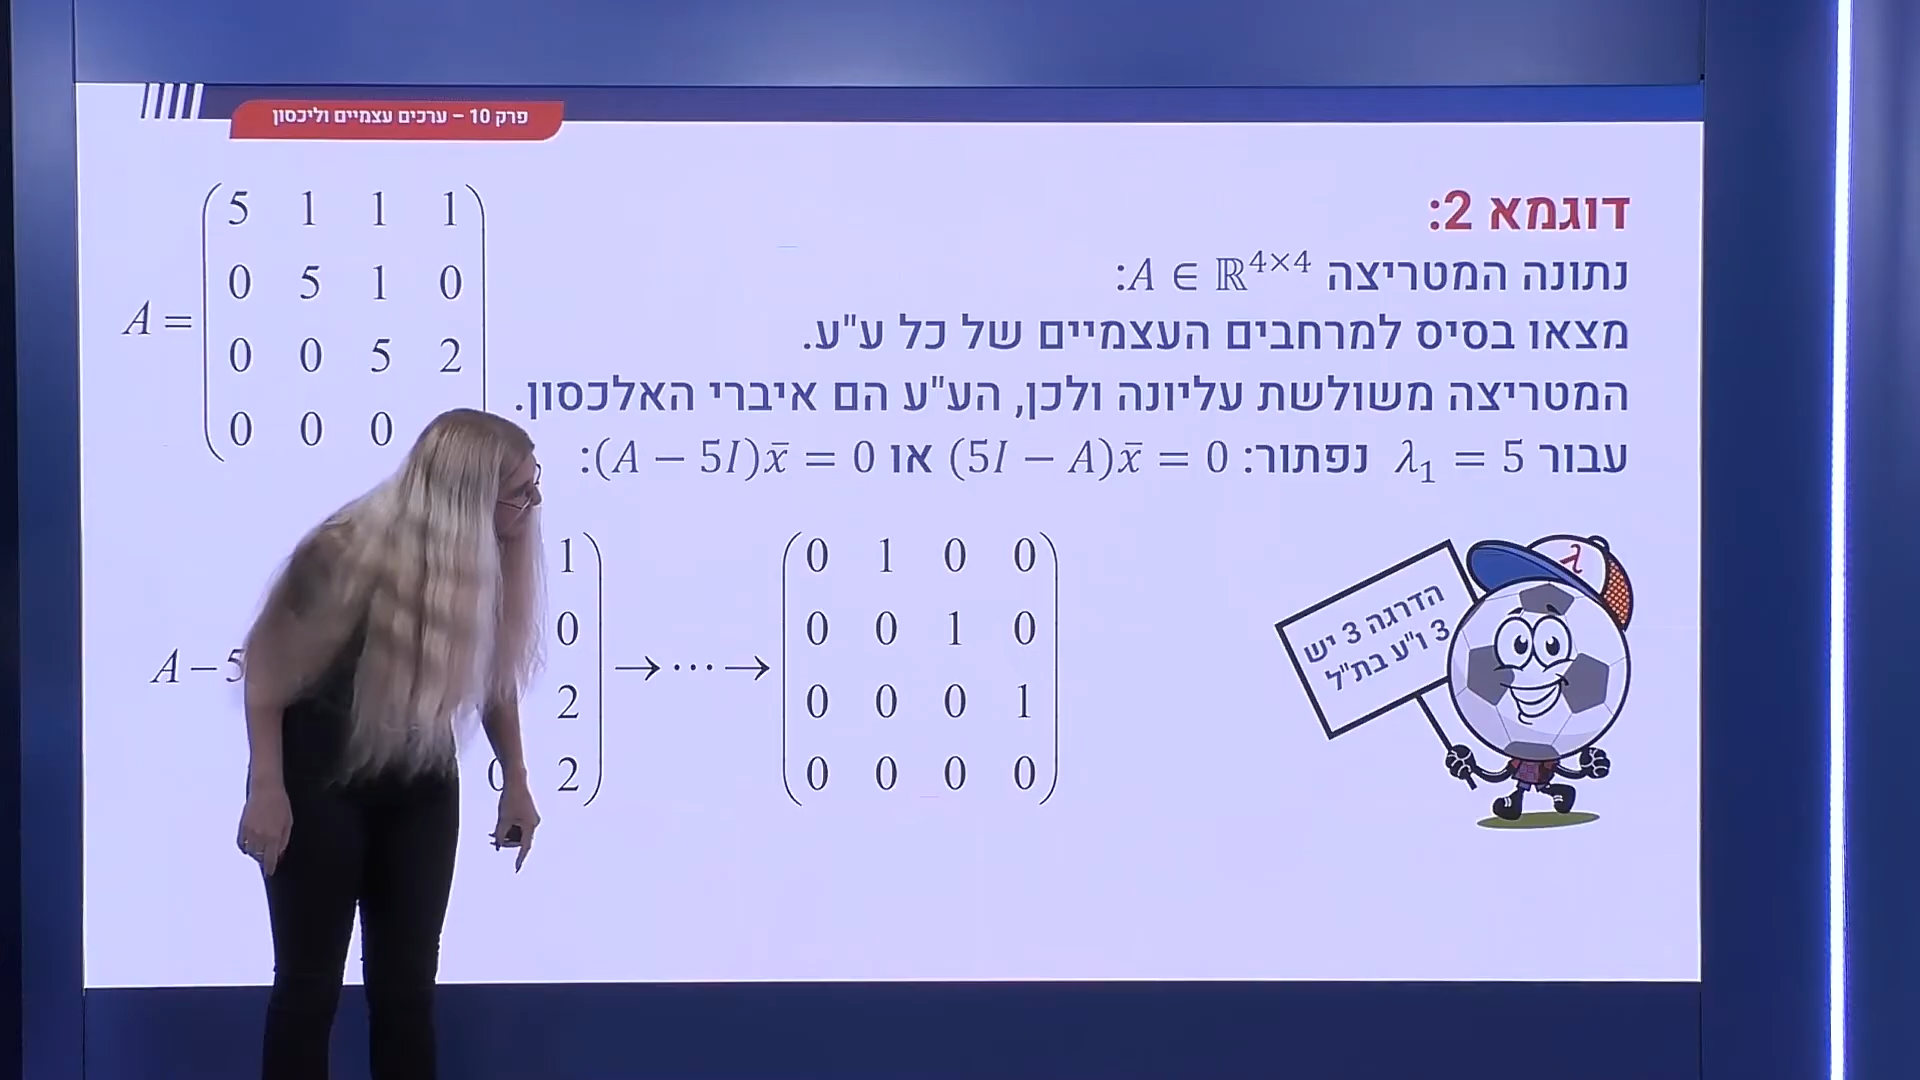 פרק 10 – ערכים עצמיים וליכסון
דוגמא 2:
נתונה המטריצה A ∈ ℝ^{4×4}:
מצאו בסיס למרחבים העצמיים של כל ע"ע.
המטריצה משולשת עליונה ולכן, הע"ע הם איברי האלכסון.
עבור λ₁ = 5 נפתור: (5I − A)x̄ = 0 או (A − 5I)x̄ = 0:
A =
5 1 1 1
0 5 1 0
0 0 5 2
0 0 0
A − 5
1
0
2
0 2
→ ⋯ →
0 1 0 0
0 0 1 0
0 0 0 1
0 0 0 0
λ
הדרגה 3 יש
3 ו"ע בת"ל